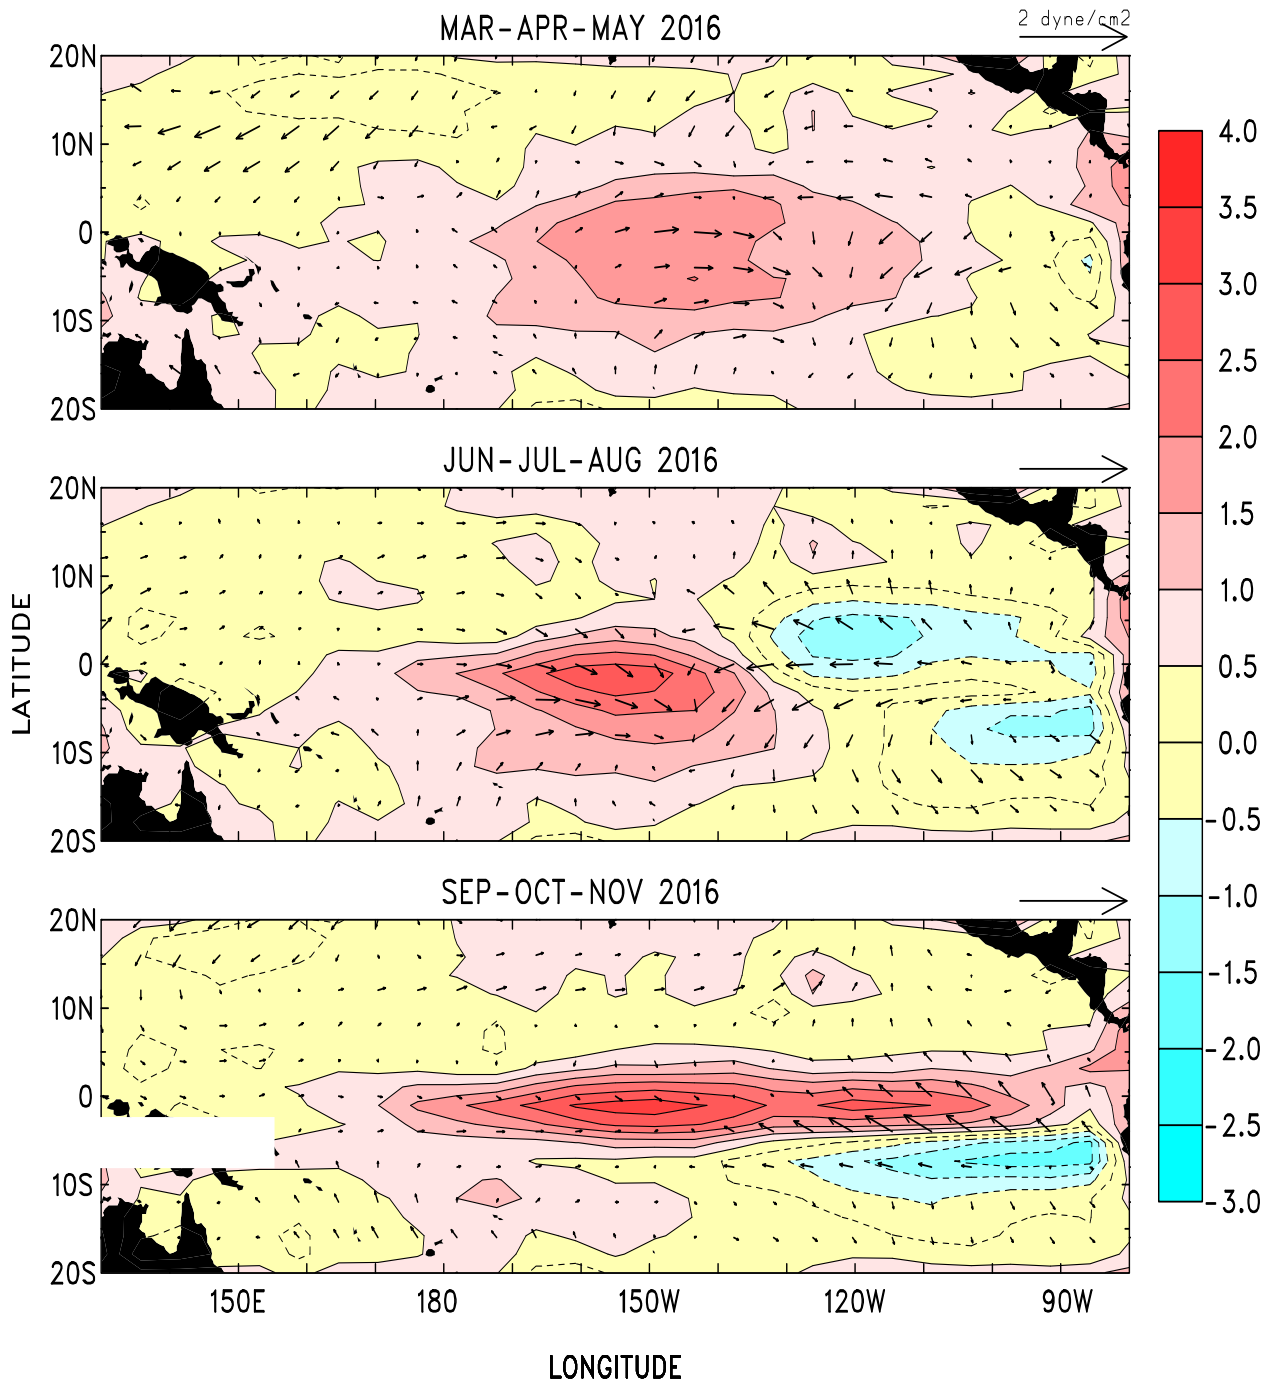 MAR-APR-MAY 2016
2 dyne/cm2
20N
10N
0
10S
20S
JUN-JUL-AUG 2016
20N
10N
0
10S
20S
LATITUDE
SEP-OCT-NOV 2016
20N
10N
0
10S
20S
150E
180
150W
120W
90W
LONGITUDE
4.0
3.5
3.0
2.5
2.0
1.5
1.0
0.5
0.0
-0.5
-1.0
-1.5
-2.0
-2.5
-3.0